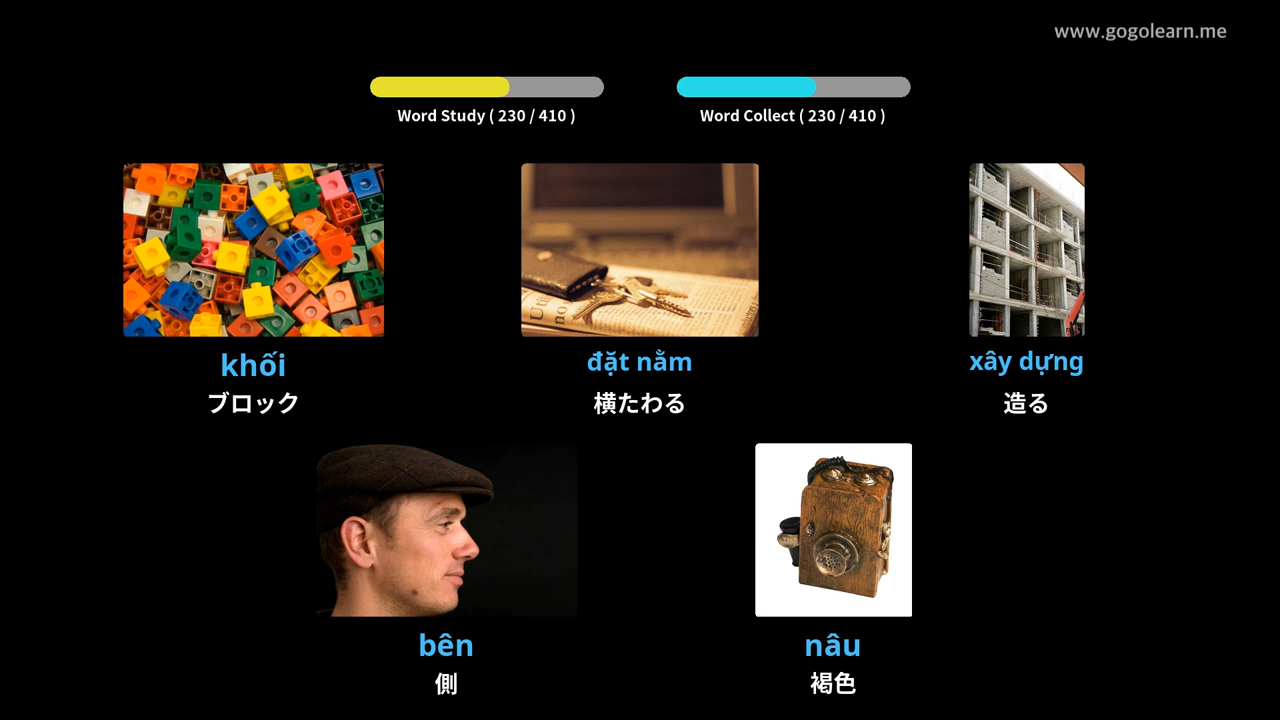 www.gogolearn.me
Word Study ( 230 / 410 )
Word Collect ( 230 / 410 )
khối
ブロック
đặt nằm
横たわる
xây dựng
造る
bên
側
nâu
褐色